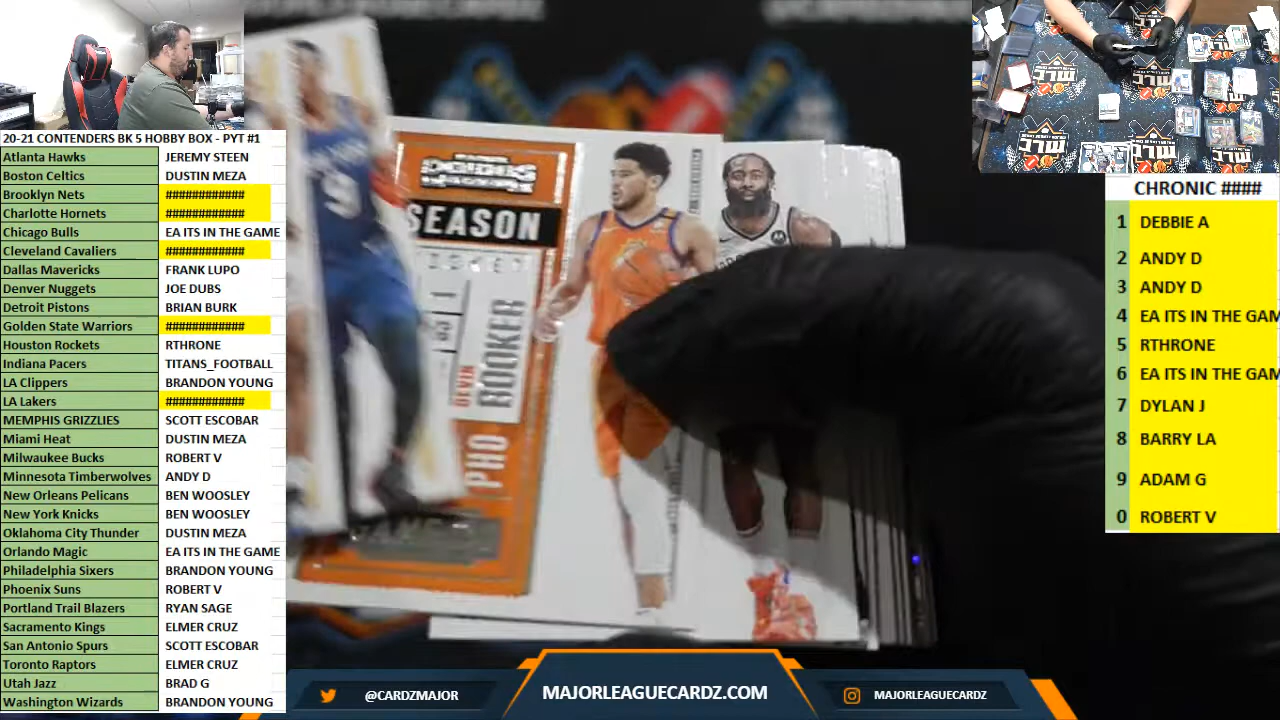 20-21 CONTENDERS BK 5 HOBBY BOX - PYT #1
Atlanta Hawks JEREMY STEEN
Boston Celtics DUSTIN MEZA
Brooklyn Nets ############
Charlotte Hornets ############
Chicago Bulls EA ITS IN THE GAME
Cleveland Cavaliers ############
Dallas Mavericks FRANK LUPO
Denver Nuggets JOE DUBS
Detroit Pistons BRIAN BURK
Golden State Warriors ############
Houston Rockets RTHRONE
Indiana Pacers TITANS_FOOTBALL
LA Clippers BRANDON YOUNG
LA Lakers ############
MEMPHIS GRIZZLIES SCOTT ESCOBAR
Miami Heat DUSTIN MEZA
Milwaukee Bucks ROBERT V
Minnesota Timberwolves ANDY D
New Orleans Pelicans BEN WOOSLEY
New York Knicks BEN WOOSLEY
Oklahoma City Thunder DUSTIN MEZA
Orlando Magic EA ITS IN THE GAME
Philadelphia Sixers BRANDON YOUNG
Phoenix Suns ROBERT V
Portland Trail Blazers RYAN SAGE
Sacramento Kings ELMER CRUZ
San Antonio Spurs SCOTT ESCOBAR
Toronto Raptors ELMER CRUZ
Utah Jazz BRAD G
Washington Wizards BRANDON YOUNG
SEASON
DEVIN
BOOKER
PHO
9
MLC
MLC
MLC
CHRONIC ####
1 DEBBIE A
2 ANDY D
3 ANDY D
4 EA ITS IN THE GAM
5 RTHRONE
6 EA ITS IN THE GAM
7 DYLAN J
8 BARRY LA
9 ADAM G
0 ROBERT V
@CARDZMAJOR
MAJORLEAGUECARDZ.COM
MAJORLEAGUECARDZ